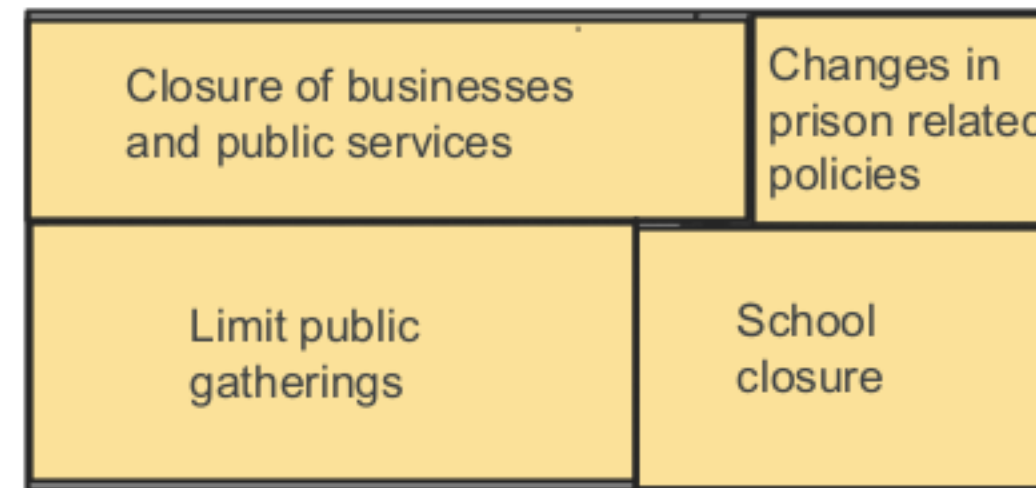 Closure of businesses
and public services
Changes in
prison related
policies
Limit public
gatherings
School
closure